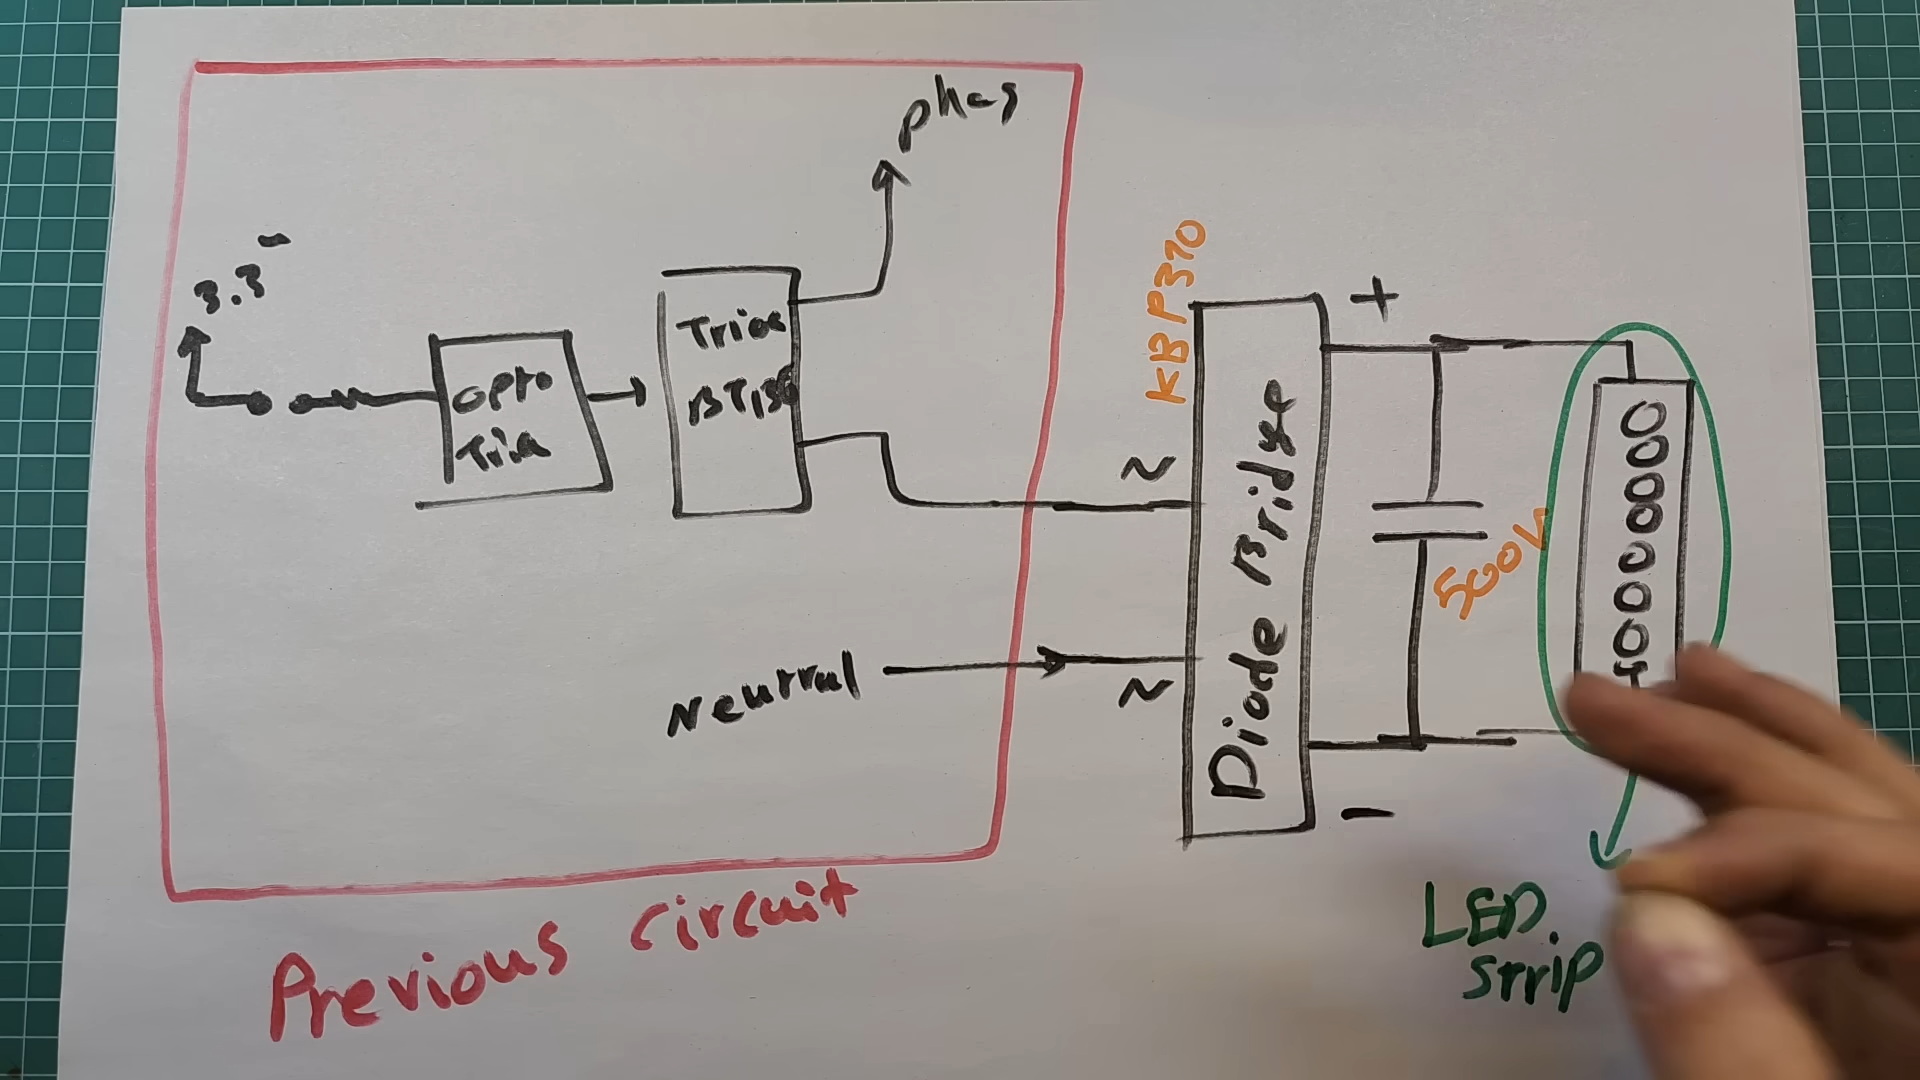 phas
3.3
opto
Tria
Triac
BT136
Neutral
~
~
KBP310
Diode Bridge
+
-
500V
LED
strip
Previous circuit